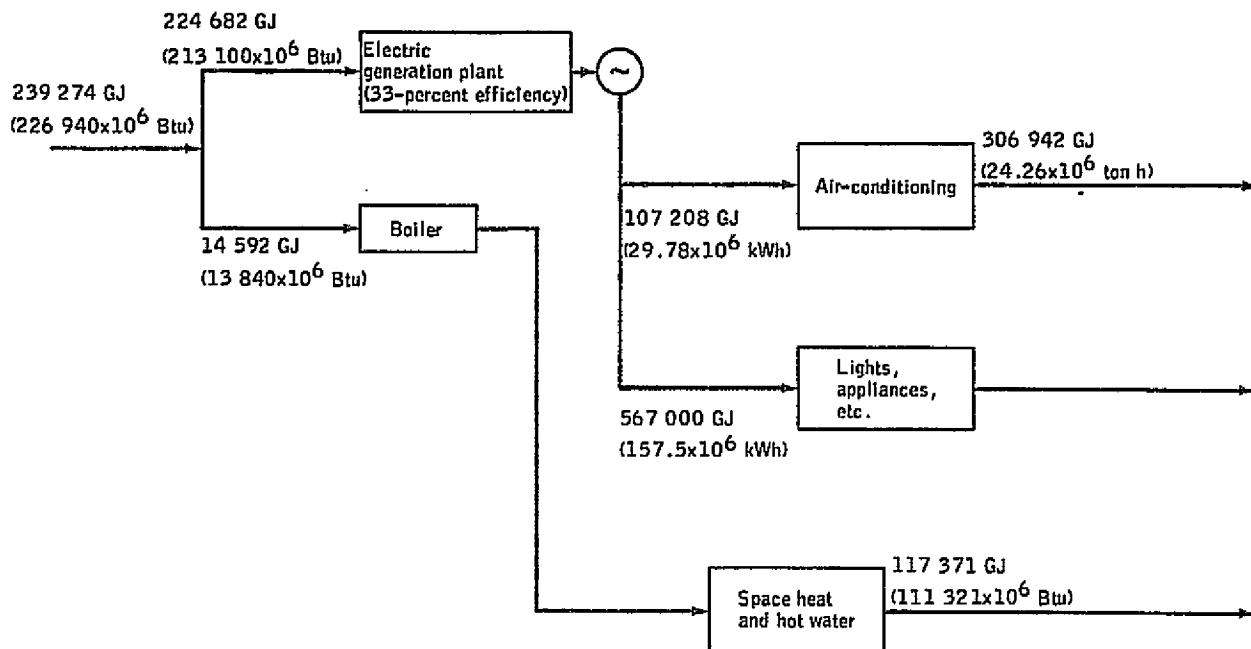 224 682 GJ
(213 100x10⁶ Btu)
Electric
generation plant
(33-percent efficiency)
~
239 274 GJ
(226 940x10⁶ Btu)
306 942 GJ
(24.26x10⁶ ton h)
Air-conditioning
107 208 GJ
(29.78x10⁶ kWh)
Boiler
14 592 GJ
(13 840x10⁶ Btu)
Lights,
appliances,
etc.
567 000 GJ
(157.5x10⁶ kWh)
117 371 GJ
(111 321x10⁶ Btu)
Space heat
and hot water